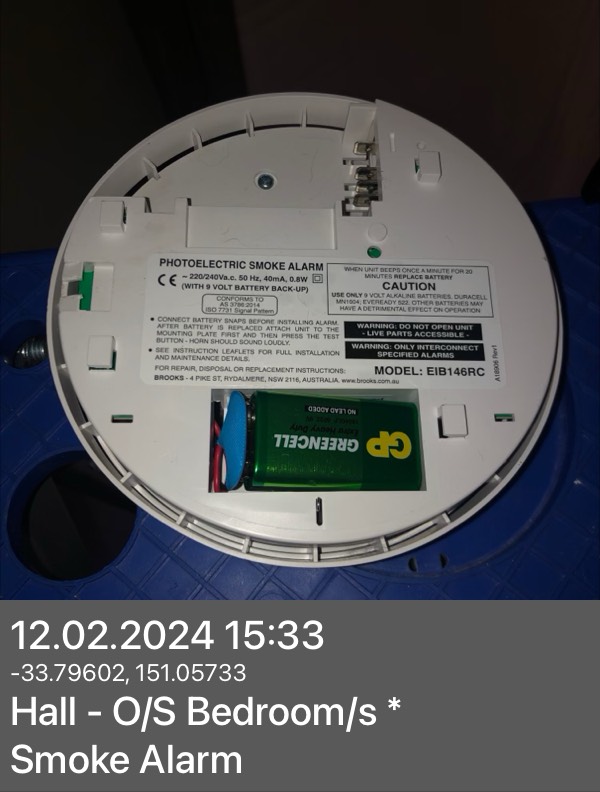 PHOTOELECTRIC SMOKE ALARM
CE ~ 220/240Va.c. 50 Hz, 40mA, 0.8W
(WITH 9 VOLT BATTERY BACK-UP)
CONFORMS TO
AS 3786:2014
ISO 7731 Signal Pattern
• CONNECT BATTERY SNAPS BEFORE INSTALLING ALARM.
AFTER BATTERY IS REPLACED ATTACH UNIT TO THE
MOUNTING PLATE FIRST AND THEN PRESS THE TEST
BUTTON - HORN SHOULD SOUND LOUDLY.
• SEE INSTRUCTION LEAFLETS FOR FULL INSTALLATION
AND MAINTENANCE DETAILS.
FOR REPAIR, DISPOSAL OR REPLACEMENT INSTRUCTIONS:
BROOKS - 4 PIKE ST, RYDALMERE, NSW 2116, AUSTRALIA. www.brooks.com.au
WHEN UNIT BEEPS ONCE A MINUTE FOR 30
MINUTES REPLACE BATTERY
CAUTION
USE ONLY 9 VOLT ALKALINE BATTERIES. DURACELL
MN1604; EVEREADY 522. OTHER BATTERIES MAY
HAVE A DETRIMENTAL EFFECT ON OPERATION
WARNING: DO NOT OPEN UNIT
- LIVE PARTS ACCESSIBLE -
WARNING: ONLY INTERCONNECT
SPECIFIED ALARMS
MODEL: EIB146RC
A16906 Rev1
GP
GREENCELL
Extra Heavy Duty
NO LEAD ADDED
12.02.2024 15:33
-33.79602, 151.05733
Hall - O/S Bedroom/s *
Smoke Alarm